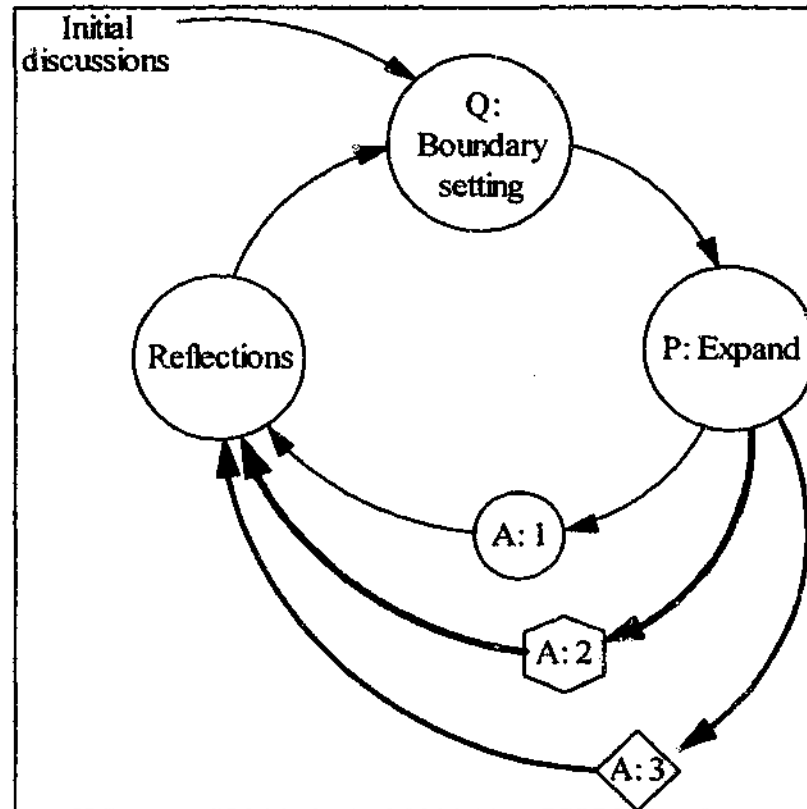 Initial
discussions
Q:
Boundary
setting
Reflections
P: Expand
A: 1
A: 2
A: 3